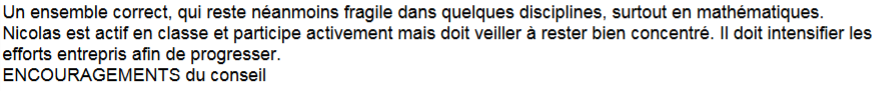 Un ensemble correct, qui reste néanmoins fragile dans quelques disciplines, surtout en mathématiques.
Nicolas est actif en classe et participe activement mais doit veiller à rester bien concentré. Il doit intensifier les
efforts entrepris afin de progresser.
ENCOURAGEMENTS du conseil